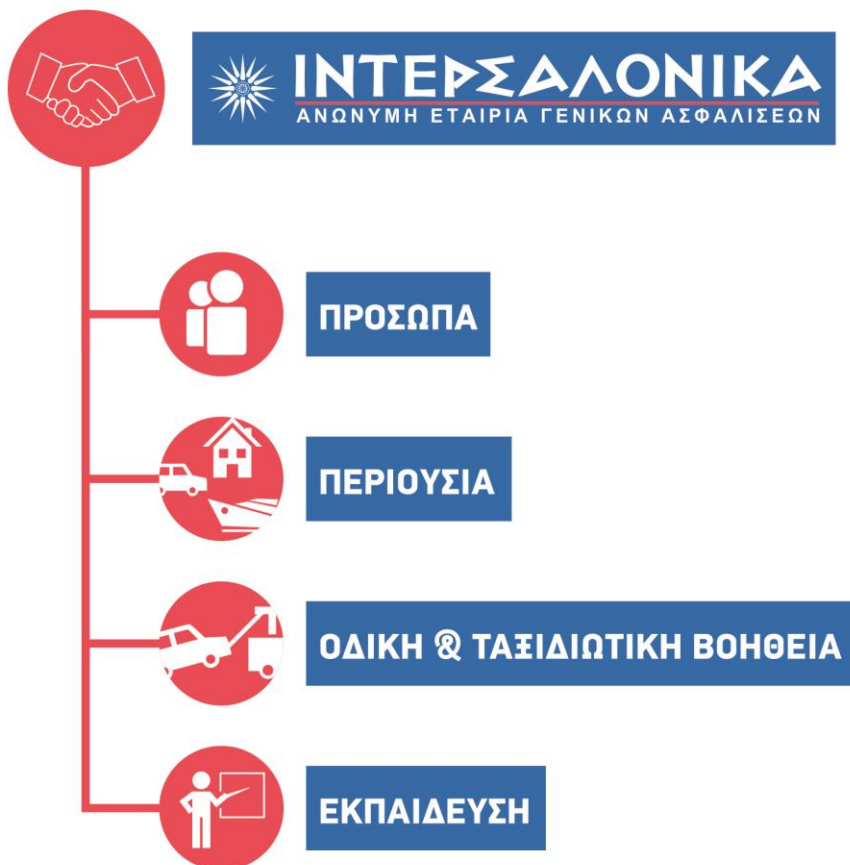 ΙΝΤΕΡΣΑΛΟΝΙΚΑ
ΑΝΩΝΥΜΗ ΕΤΑΙΡΙΑ ΓΕΝΙΚΩΝ ΑΣΦΑΛΙΣΕΩΝ
ΠΡΟΣΩΠΑ
ΠΕΡΙΟΥΣΙΑ
ΟΔΙΚΗ & ΤΑΞΙΔΙΩΤΙΚΗ ΒΟΗΘΕΙΑ
ΕΚΠΑΙΔΕΥΣΗ